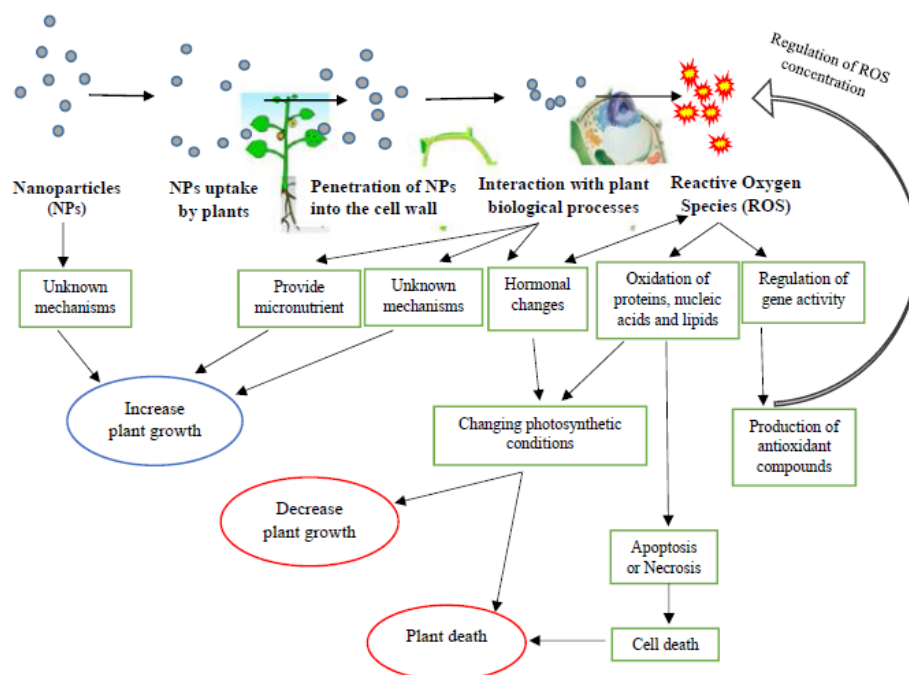 Regulation of ROS
concentration
Nanoparticles
(NPs)
NPs uptake
by plants
Penetration of NPs
into the cell wall
Interaction with plant
biological processes
Reactive Oxygen
Species (ROS)
Unknown
mechanisms
Provide
micronutrient
Unknown
mechanisms
Hormonal
changes
Oxidation of
proteins, nucleic
acids and lipids
Regulation of
gene activity
Increase
plant growth
Changing photosynthetic
conditions
Production of
antioxidant
compounds
Decrease
plant growth
Apoptosis
or Necrosis
Plant death
Cell death